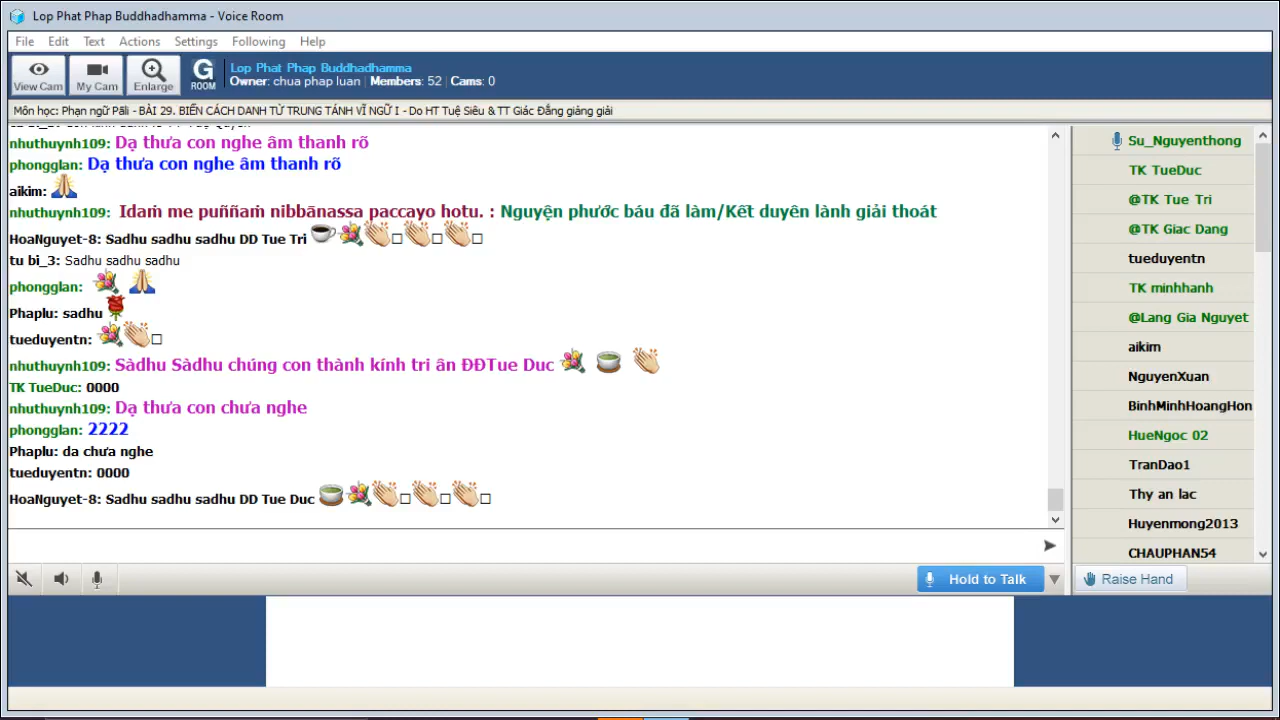 Lop Phat Phap Buddhadhamma - Voice Room
File Edit Text Actions Settings Following Help
View Cam My Cam Enlarge G ROOM
Lop Phat Phap Buddhadhamma
Owner: chua phap luan Members: 52 Cams: 0
Môn học: Phạn ngữ Pāli - BÀI 29. BIẾN CÁCH DANH TỪ TRUNG TÁNH VĨ NGỮ I - Do HT Tuệ Siêu & TT Giác Đẳng giảng giải
nhuthuynh109: Dạ thưa con nghe âm thanh rõ
phongglan: Dạ thưa con nghe âm thanh rõ
aikim:
nhuthuynh109: Idaṁ me puññaṁ nibbānassa paccayo hotu. : Nguyện phước báu đã làm/Kết duyên lành giải thoát
HoaNguyet-8: Sadhu sadhu sadhu DD Tue Tri
tu bi_3: Sadhu sadhu sadhu
phongglan:
Phaplu: sadhu
tueduyentn:
nhuthuynh109: Sàdhu Sàdhu chúng con thành kính tri ân ĐĐTue Duc
TK TueDuc: 0000
nhuthuynh109: Dạ thưa con chưa nghe
phongglan: 2222
Phaplu: da chưa nghe
tueduyentn: 0000
HoaNguyet-8: Sadhu sadhu sadhu DD Tue Duc
Su_Nguyenthong
TK TueDuc
@TK Tue Tri
@TK Giac Dang
tueduyentn
TK minhhanh
@Lang Gia Nguyet
aikim
NguyenXuan
BinhMinhHoangHon
HueNgoc 02
TranDao1
Thy an lac
Huyenmong2013
CHAUPHAN54
Hold to Talk
Raise Hand